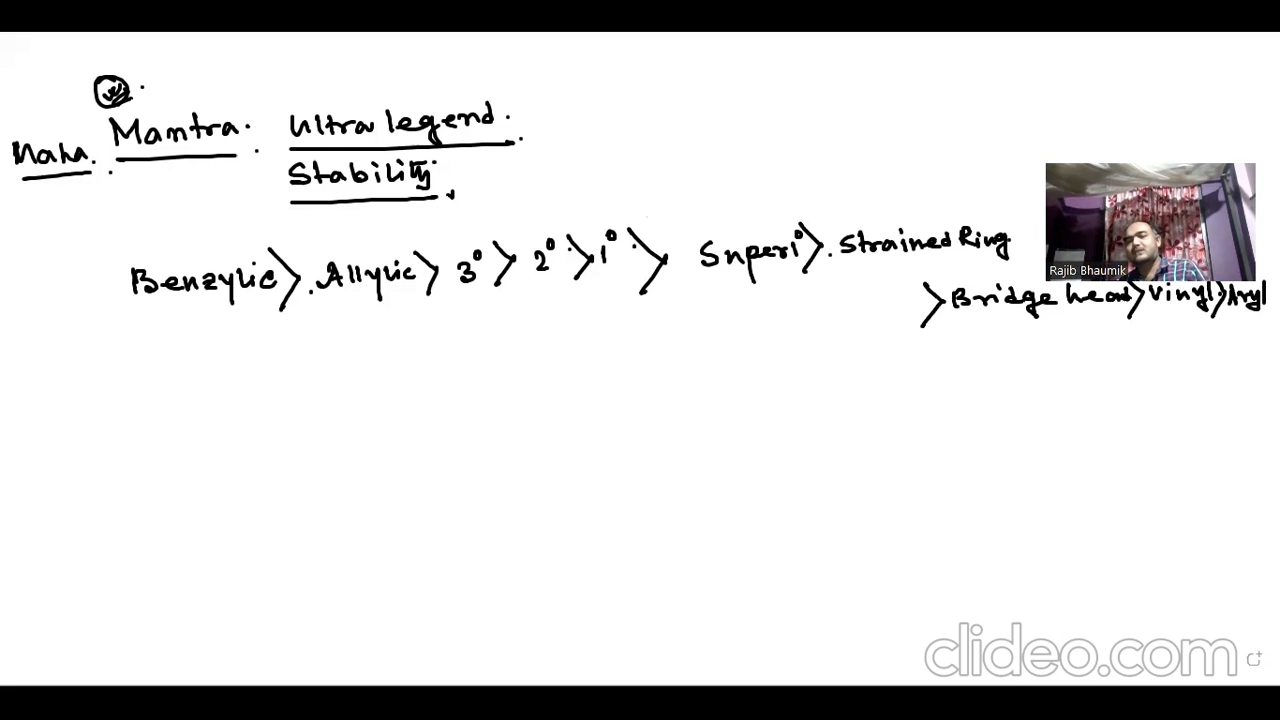 Maha. Mantra. Ultra legend.
Stability.
Benzylic > Allylic > 3° > 2° > 1° > Super1° > Strained Ring
> Bridge head > Vinyl > Aryl
Rajib Bhaumik
clideo.com